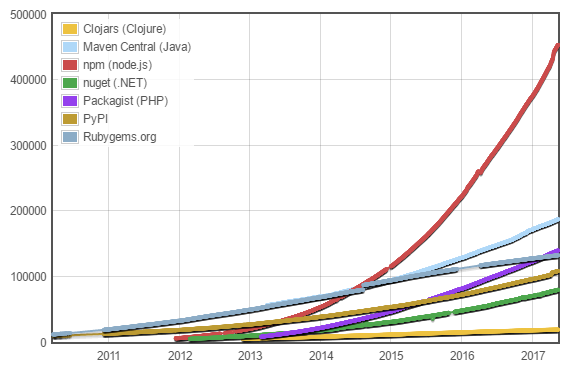 500000
400000
300000
200000
100000
0
Clojars (Clojure)
Maven Central (Java)
npm (node.js)
nuget (.NET)
Packagist (PHP)
PyPI
Rubygems.org
2011 2012 2013 2014 2015 2016 2017